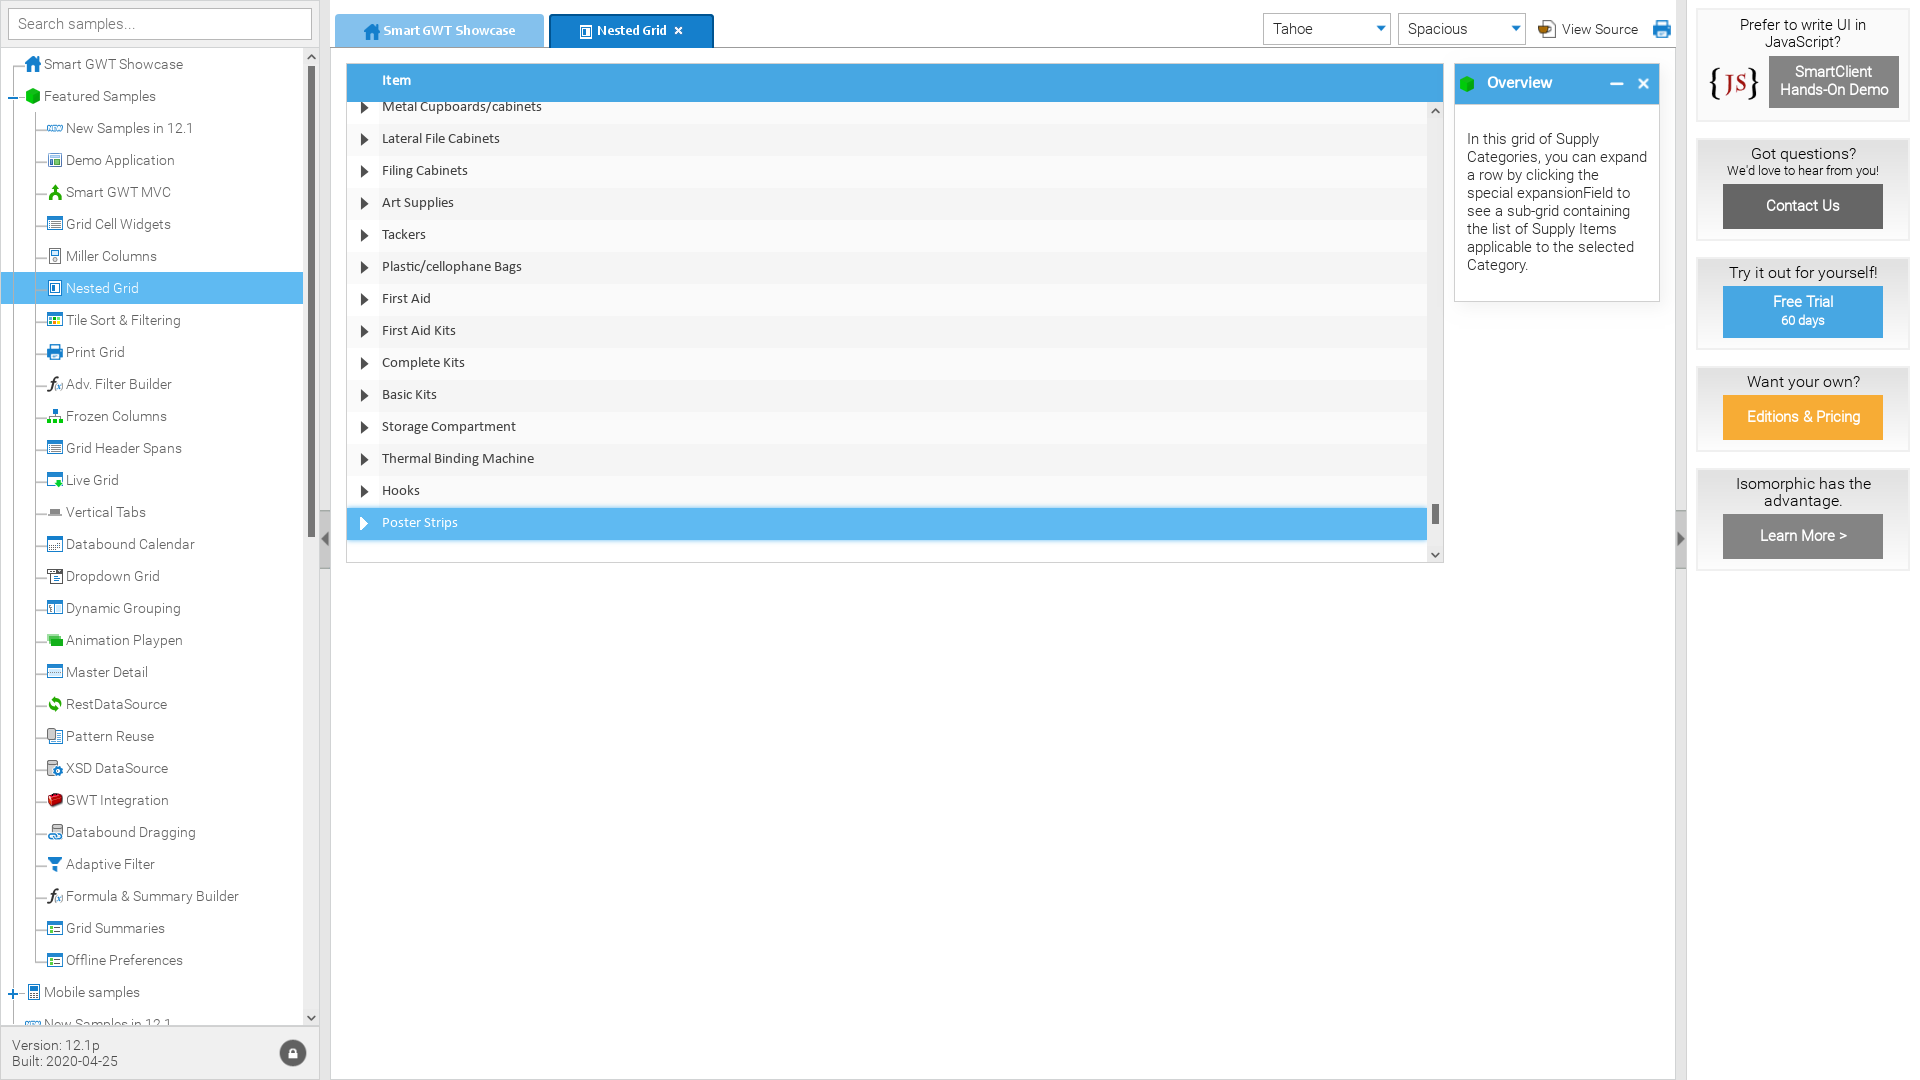 Search samples...
Smart GWT Showcase
Featured Samples
New Samples in 12.1
Demo Application
Smart GWT MVC
Grid Cell Widgets
Miller Columns
Nested Grid
Tile Sort & Filtering
Print Grid
Adv. Filter Builder
Frozen Columns
Grid Header Spans
Live Grid
Vertical Tabs
Databound Calendar
Dropdown Grid
Dynamic Grouping
Animation Playpen
Master Detail
RestDataSource
Pattern Reuse
XSD DataSource
GWT Integration
Databound Dragging
Adaptive Filter
Formula & Summary Builder
Grid Summaries
Offline Preferences
Mobile samples
New Samples in 12.1
Version: 12.1p
Built: 2020-04-25
Smart GWT Showcase
Nested Grid
Tahoe
Spacious
View Source
Item
Metal Cupboards/cabinets
Lateral File Cabinets
Filing Cabinets
Art Supplies
Tackers
Plastic/cellophane Bags
First Aid
First Aid Kits
Complete Kits
Basic Kits
Storage Compartment
Thermal Binding Machine
Hooks
Poster Strips
Overview
In this grid of Supply
Categories, you can expand
a row by clicking the
special expansionField to
see a sub-grid containing
the list of Supply Items
applicable to the selected
Category.
Prefer to write UI in
JavaScript?
{JS}
SmartClient
Hands-On Demo
Got questions?
We'd love to hear from you!
Contact Us
Try it out for yourself!
Free Trial
60 days
Want your own?
Editions & Pricing
Isomorphic has the
advantage.
Learn More >